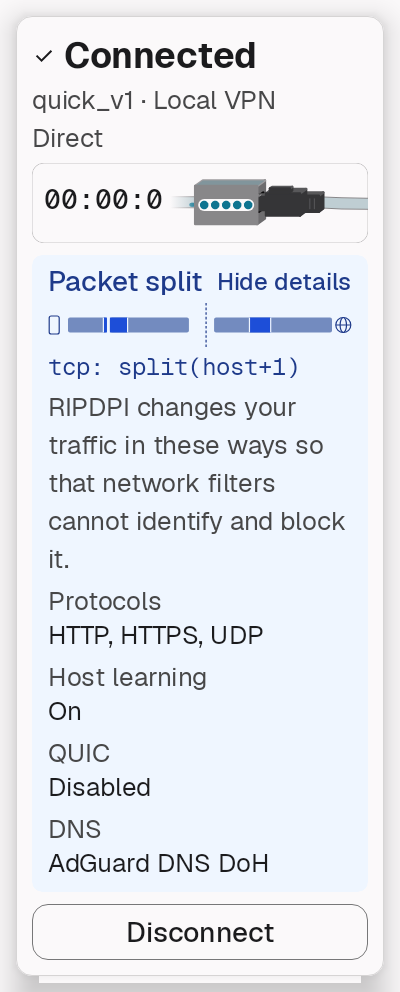 Connected
quick_v1 · Local VPN
Direct
00:00:0
Packet split Hide details
tcp: split(host+1)
RIPDPI changes your
traffic in these ways so
that network filters
cannot identify and block
it.
Protocols
HTTP, HTTPS, UDP
Host learning
On
QUIC
Disabled
DNS
AdGuard DNS DoH
Disconnect